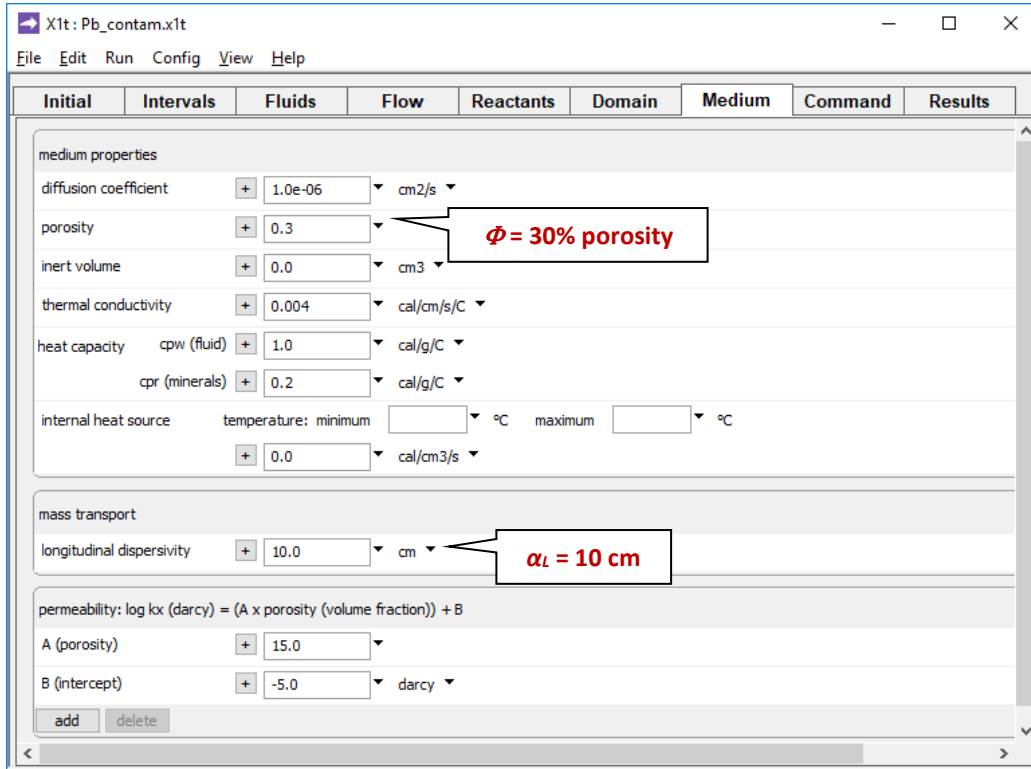 X1t : Pb_contam.x1t
File Edit Run Config View Help
Initial Intervals Fluids Flow Reactants Domain Medium Command Results
medium properties
diffusion coefficient + 1.0e-06 cm2/s
porosity + 0.3
Φ = 30% porosity
inert volume + 0.0 cm3
thermal conductivity + 0.004 cal/cm/s/C
heat capacity cpw (fluid) + 1.0 cal/g/C
cpr (minerals) + 0.2 cal/g/C
internal heat source temperature: minimum ºC maximum ºC
+ 0.0 cal/cm3/s
mass transport
longitudinal dispersivity + 10.0 cm
αL = 10 cm
permeability: log kx (darcy) = (A x porosity (volume fraction)) + B
A (porosity) + 15.0
B (intercept) + -5.0 darcy
add delete